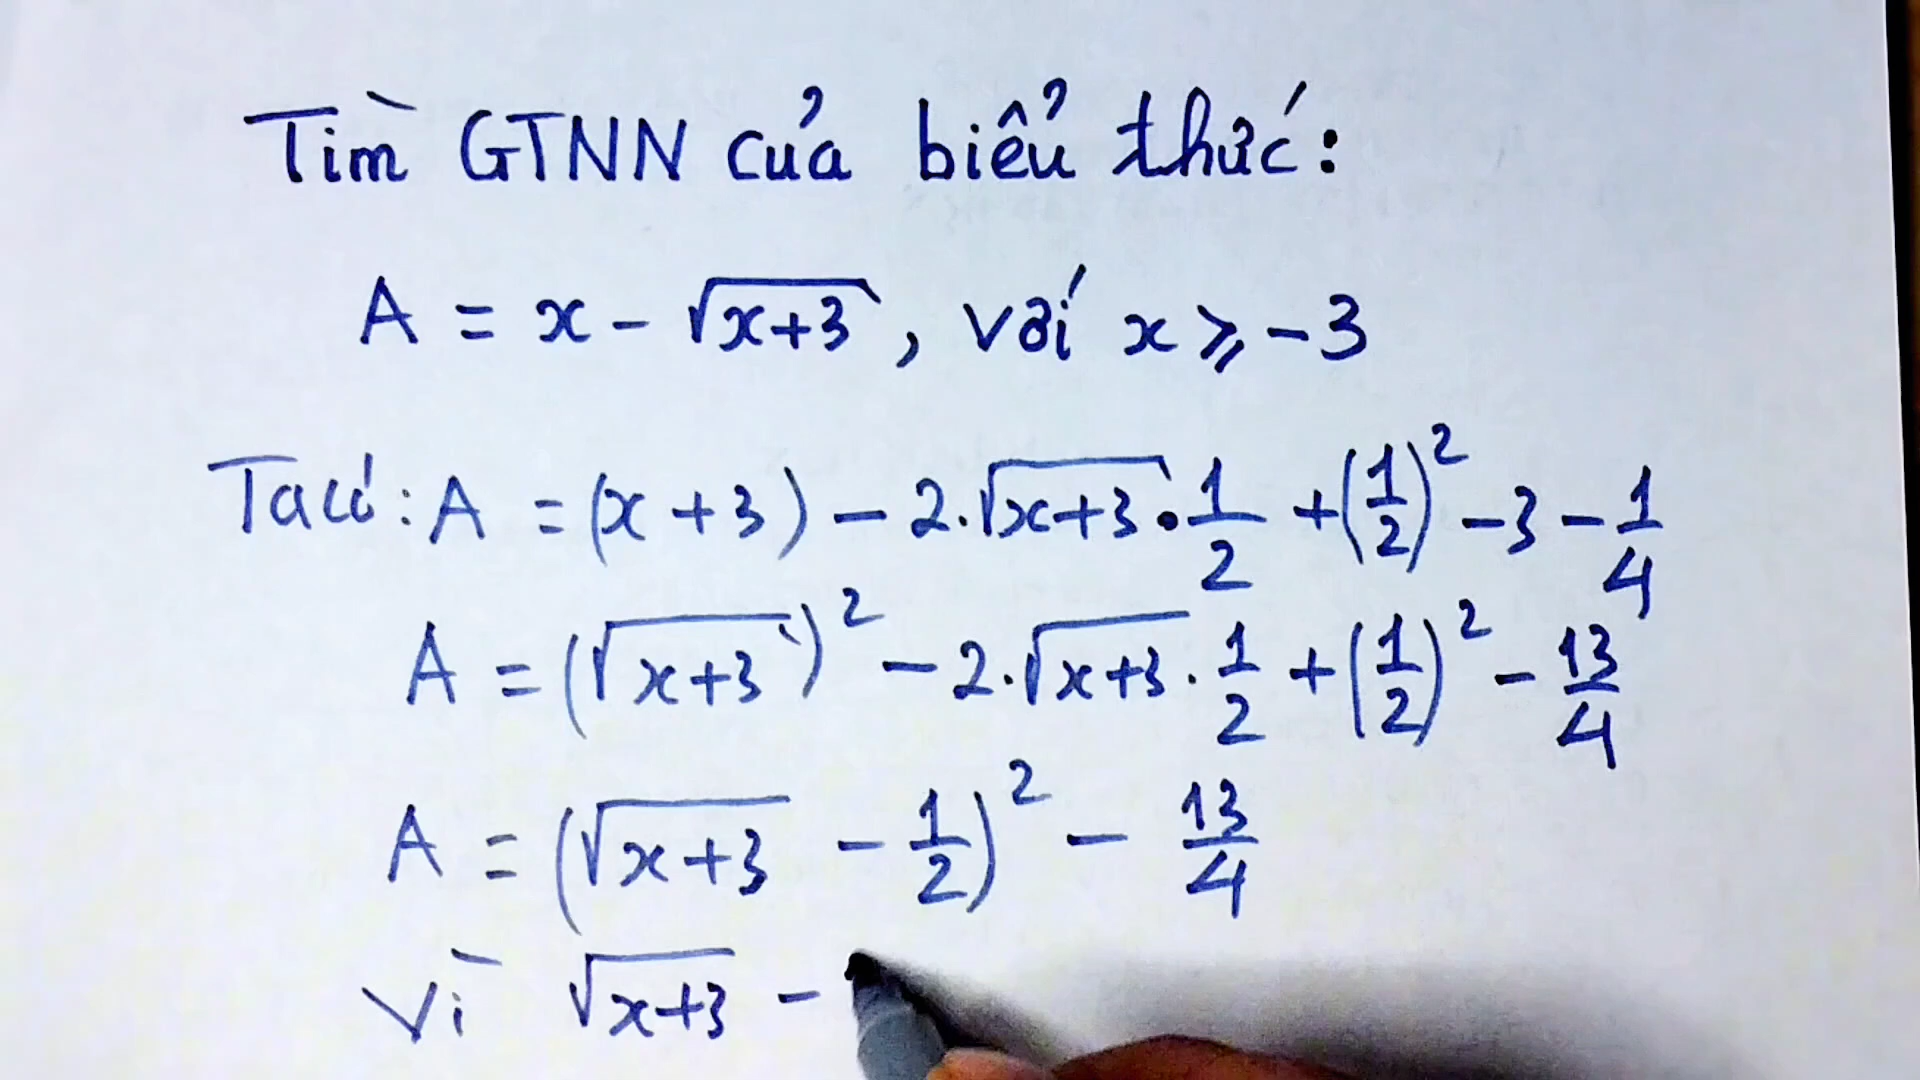 Tìm GTNN của biểu thức:
A = x - √(x+3), với x ≥ -3
Ta có: A = (x + 3) - 2.√(x+3).1/2 + (1/2)² - 3 - 1/4
A = (√(x+3))² - 2.√(x+3).1/2 + (1/2)² - 13/4
A = (√(x+3) - 1/2)² - 13/4
Vì √(x+3) -